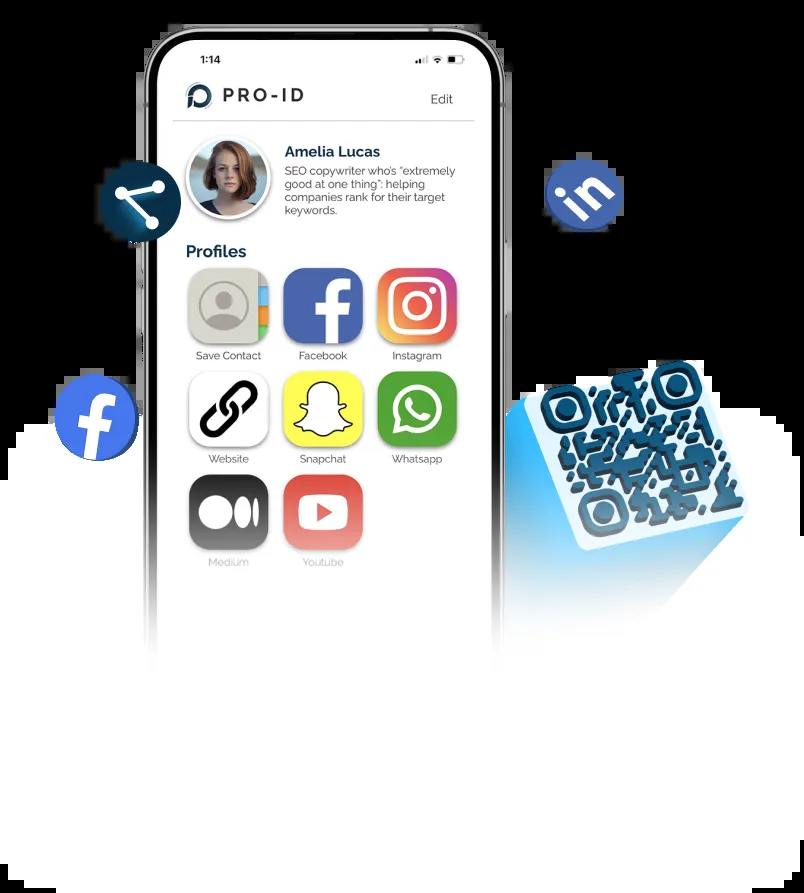 1:14
PRO-ID
Edit
Amelia Lucas
SEO copywriter who's "extremely
good at one thing": helping
companies rank for their target
keywords.
Profiles
Save Contact Facebook Instagram
Website Snapchat Whatsapp
Medium Youtube
in